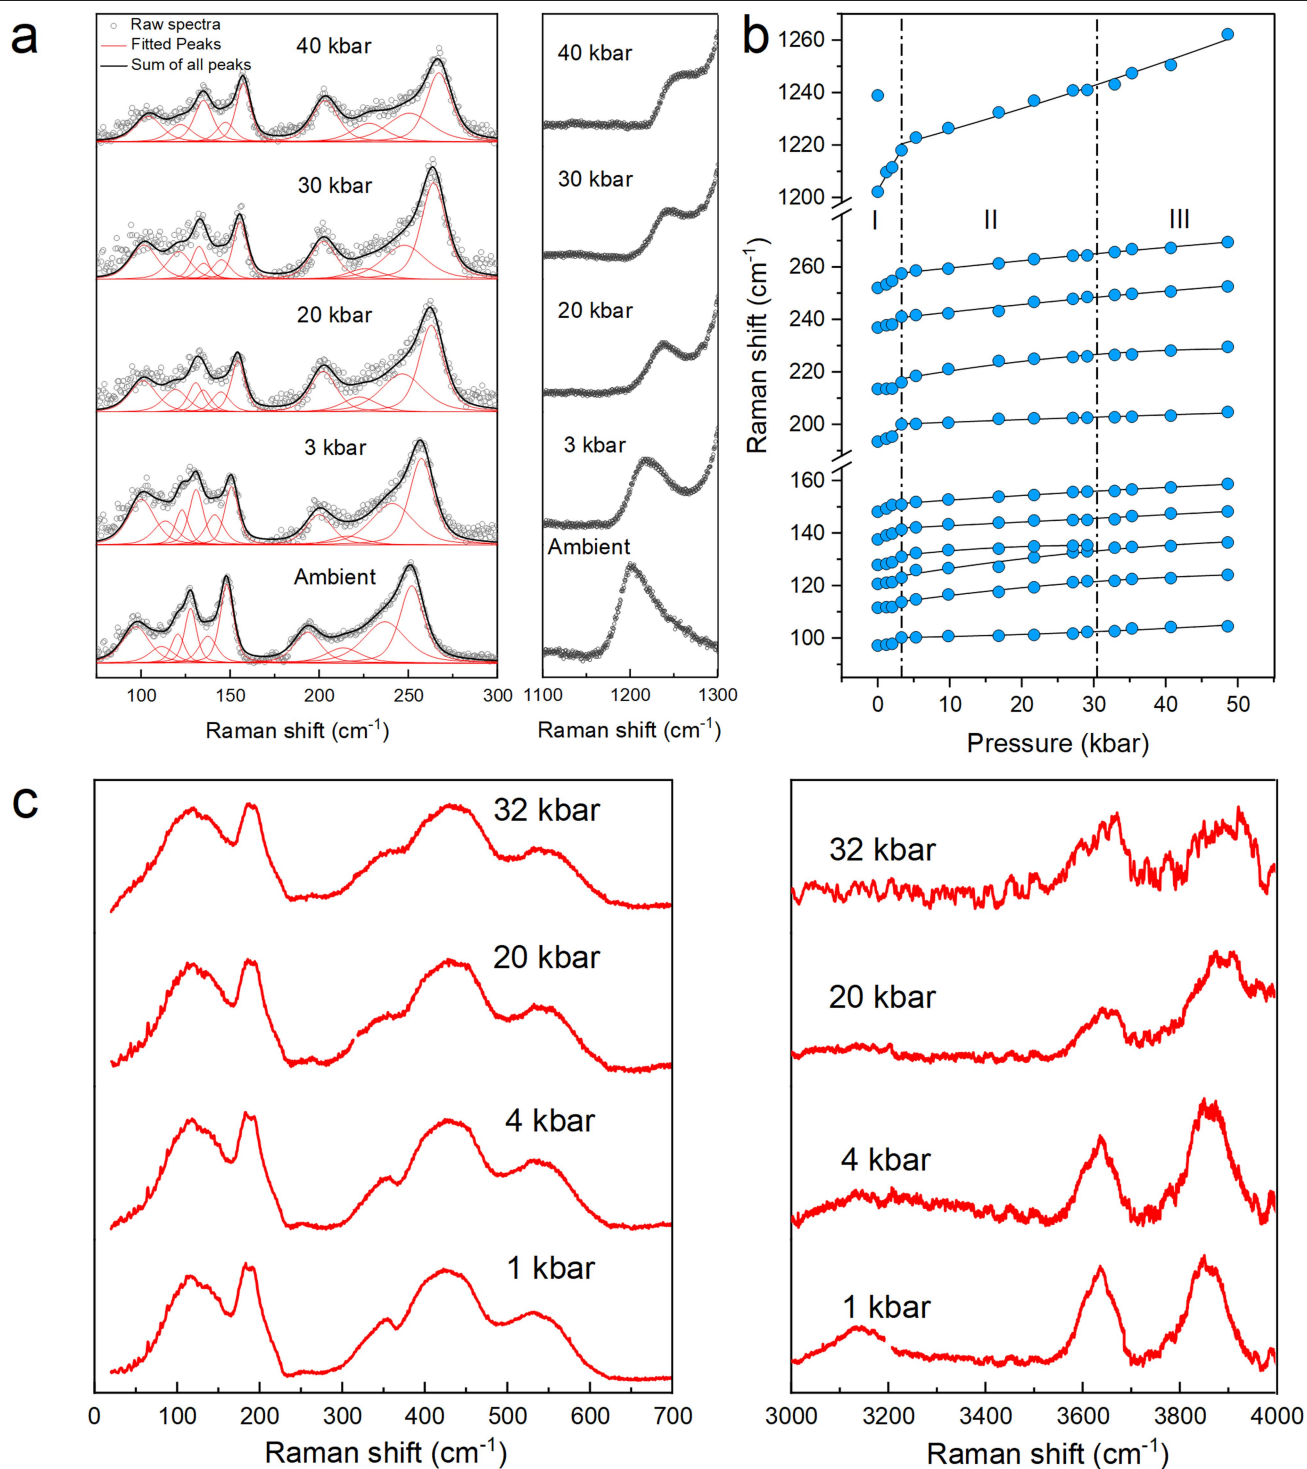 a
Raw spectra
Fitted Peaks
Sum of all peaks
40 kbar
30 kbar
20 kbar
3 kbar
Ambient
100 150 200 250 300
Raman shift (cm⁻¹)
40 kbar
30 kbar
20 kbar
3 kbar
Ambient
1100 1200 1300
Raman shift (cm⁻¹)
b
1260
1240
1220
1200
I II III
260
240
220
200
160
140
120
100
Raman shift (cm⁻¹)
0 10 20 30 40 50
Pressure (kbar)
c
32 kbar
20 kbar
4 kbar
1 kbar
0 100 200 300 400 500 600 700
Raman shift (cm⁻¹)
32 kbar
20 kbar
4 kbar
1 kbar
3000 3200 3400 3600 3800 4000
Raman shift (cm⁻¹)